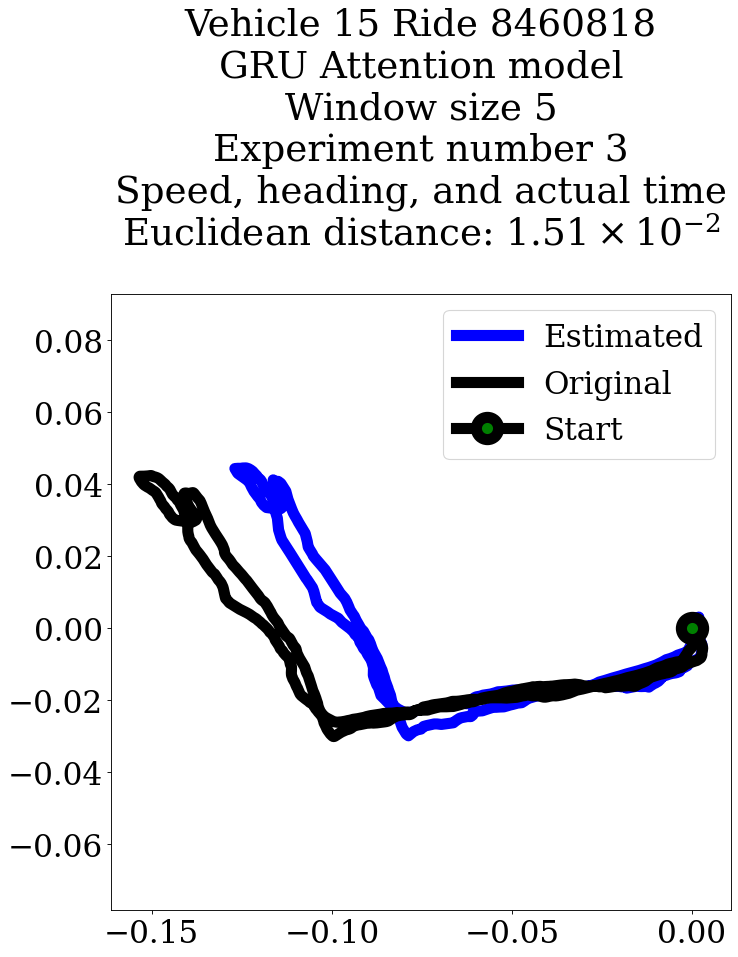 Vehicle 15 Ride 8460818
GRU Attention model
Window size 5
Experiment number 3
Speed, heading, and actual time
Euclidean distance: 1.51 × 10⁻²
Estimated
Original
Start
0.08
0.06
0.04
0.02
0.00
−0.02
−0.04
−0.06
−0.15
−0.10
−0.05
0.00